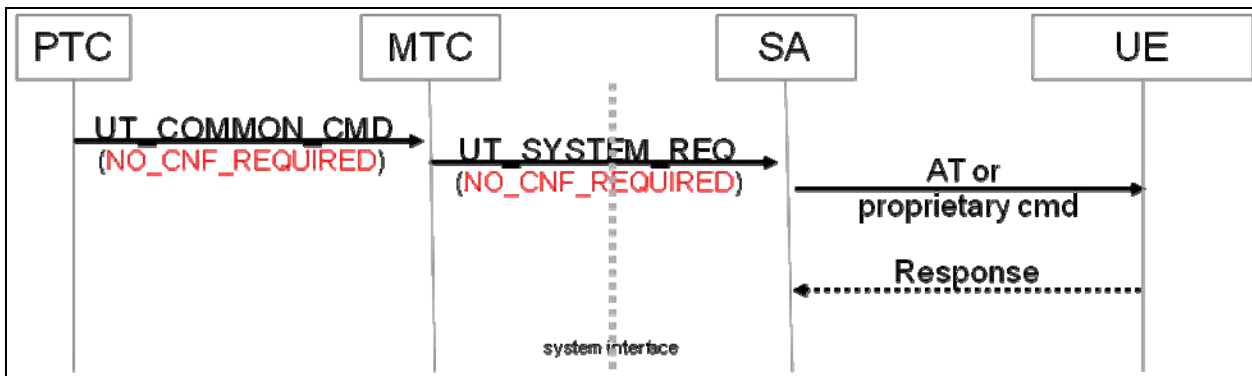 PTC
MTC
SA
UE
UT_COMMON_CMD
(NO_CNF_REQUIRED)
UT_SYSTEM_REQ
(NO_CNF_REQUIRED)
AT or
proprietary cmd
Response
system interface